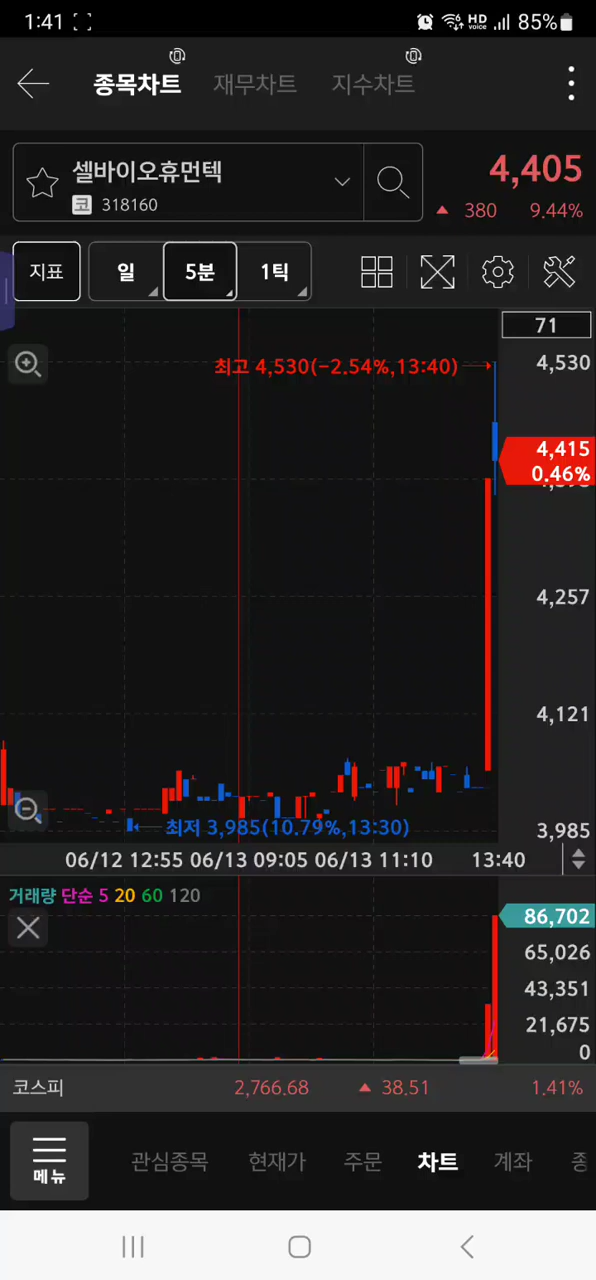 1:41 HD voice 85%
종목차트 재무차트 지수차트
셀바이오휴먼텍
코 318160
4,405
▲ 380 9.44%
지표 일 5분 1틱
71
최고 4,530(-2.54%,13:40)
4,530
4,415
0.46%
4,257
4,121
최저 3,985(10.79%,13:30)
3,985
06/12 12:55 06/13 09:05 06/13 11:10 13:40
거래량 단순 5 20 60 120
86,702
65,026
43,351
21,675
0
코스피 2,766.68 ▲ 38.51 1.41%
메뉴 관심종목 현재가 주문 차트 계좌